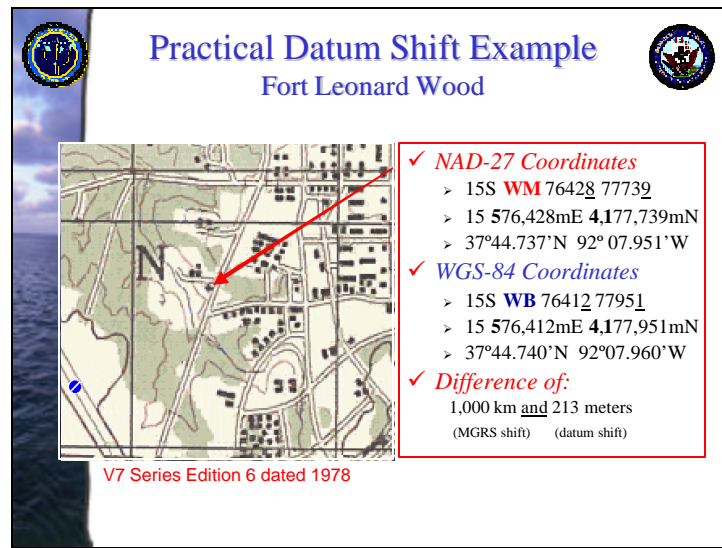 Practical Datum Shift Example
Fort Leonard Wood
N
✓ NAD-27 Coordinates
➢ 15S WM 76428 77739
➢ 15 576,428mE 4,177,739mN
➢ 37º44.737’N 92º 07.951’W
✓ WGS-84 Coordinates
➢ 15S WB 76412 77951
➢ 15 576,412mE 4,177,951mN
➢ 37º44.740’N 92º07.960’W
✓ Difference of:
1,000 km and 213 meters
(MGRS shift) (datum shift)
V7 Series Edition 6 dated 1978